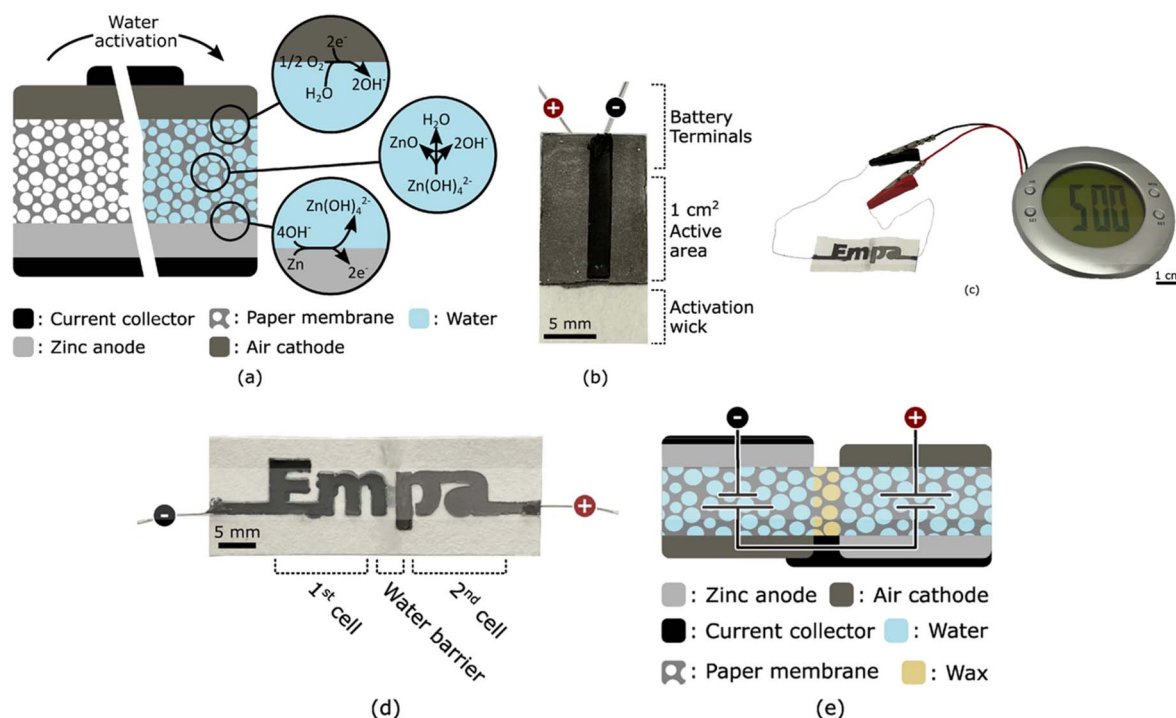 Water
activation
1/2 O₂
2e⁻
H₂O
2OH⁻
H₂O
ZnO
2OH⁻
Zn(OH)₄²⁻
Zn(OH)₄²⁻
4OH⁻
Zn
2e⁻
: Current collector
: Paper membrane
: Water
: Zinc anode
: Air cathode
(a)
+
-
Battery
Terminals
1 cm²
Active
area
Activation
wick
5 mm
(b)
Empa
500
SET
1 cm
(c)
Empa
-
+
5 mm
1ˢᵗ cell
Water barrier
2ⁿᵈ cell
(d)
-
+
: Zinc anode
: Air cathode
: Current collector
: Water
: Paper membrane
: Wax
(e)